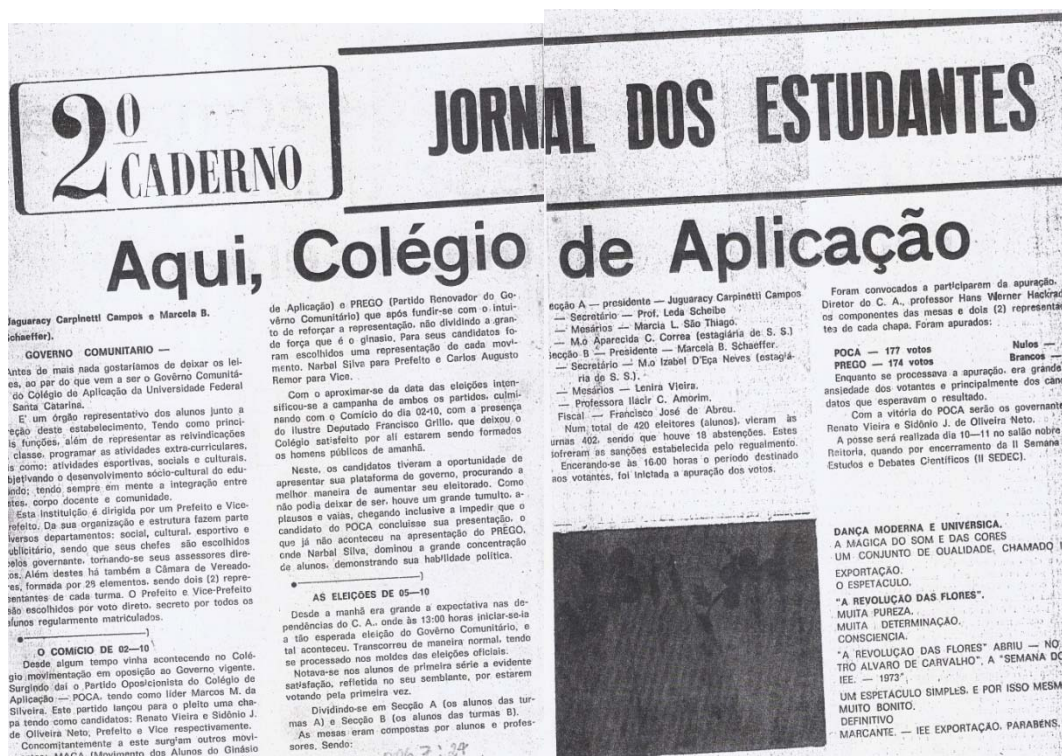 2º
CADERNO
JORNAL DOS ESTUDANTES
Aqui, Colégio de Aplicação
Juguaracy Carpinetti Campos e Marcela B.
Schaeffer).
GOVERNO COMUNITARIO —
Antes de mais nada gostaríamos de deixar os lei-
es, ao par do que vem a ser o Govêrno Comunitá-
do Colégio de Aplicação da Universidade Federal
Santa Catarina.
E' um órgão representativo dos alunos junto a
reção deste estabelecimento. Tendo como princi-
is funções, além de representar as reivindicações
classe, programar as atividades extra-curriculares,
is como: atividades esportivas, sociais e culturais,
bjetivando o desenvolvimento sócio-cultural do edu-
ando; tendo sempre em mente a integração entre
ntes, corpo docente e comunidade.
Esta instituição é dirigida por um Prefeito e Vice-
refeito. Da sua organização e estrutura fazem parte
iversos departamentos: social, cultural, esportivo e
ublicitário, sendo que seus chefes são escolhidos
elos governante, tornando-se seus assessores dire-
os. Além destes há também a Câmara de Vereado-
res, formada por 28 elementos, sendo dois (2) repre-
sentantes de cada turma. O Prefeito e Vice-Prefeito
são escolhidos por voto direto, secreto por todos os
alunos regularmente matriculados.
O COMÍCIO DE 02—10
Desde algum tempo vinha acontecendo no Colé-
gio movimentação em oposição ao Governo vigente.
Surgindo daí o Partido Oposicionista do Colégio de
Aplicação — POCA, tendo como líder Marcos M. da
Silveira. Este partido lançou para o pleito uma cha-
pa tendo como candidatos: Renato Vieira e Sidônio J.
de Oliveira Neto, Prefeito e Vice respectivamente.
Concomitantemente a este surgiam outros movi-
MAGA (Movimento dos Alunos do Ginásio
de Aplicação) e PREGO (Partido Renovador do Go-
vêrno Comunitário) que após fundir-se com o intui-
to de reforçar a representação, não dividindo a gran-
de força que é o ginasio. Para seus candidatos fo-
ram escolhidos uma representação de cada movi-
mento. Narbal Silva para Prefeito e Carlos Augusto
Remor para Vice.
Com o aproximar-se da data das eleições inten-
sificou-se a campanha de ambos os partidos, culmi-
nando com o Comício do dia 02-10, com a presença
do ilustre Deputado Francisco Grillo, que deixou o
Colégio satisfeito por ali estarem sendo formados
os homens públicos de amanhã.
Neste, os candidatos tiveram a oportunidade de
apresentar sua plataforma de governo, procurando a
melhor maneira de aumentar seu eleitorado. Como
não podia deixar de ser, houve um grande tumulto, a-
plausos e vaias, chegando inclusive a impedir que o
candidato do POCA concluisse sua presentação, o
que já não aconteceu na apresentação do PREGO,
onde Narbal Silva, dominou a grande concentração
de alunos, demonstrando sua habilidade política.
AS ELEIÇÕES DE 05—10
Desde a manhã era grande a expectativa nas de-
pendências do C. A., onde às 13:00 horas iniciar-se-ia
a tão esperada eleição do Govêrno Comunitário, e
tal aconteceu. Transcorreu de maneira normal, tendo
se processado nos moldes das eleições oficiais.
Notava-se nos alunos de primeira série a evidente
satisfação, refletida no seu semblante, por estarem
votando pela primeira vez.
Dividindo-se em Secção A (os alunos das tur-
mas A) e Secção B (os alunos das turmas B).
As mesas eram compostas por alunos e profes-
sores. Sendo:
ecção A — presidente — Juguaracy Carpinetti Campos
— Secretário — Prof. Leda Scheibe
— Mesários — Marcia L. São Thiago.
— M.o Aparecida C. Correa (estagiária de S. S.)
Secção B — Presidente — Marcela B. Schaeffer.
— Secretário — M.o Izabel D'Eça Neves (estagiá-
ria de S. S.).
— Mesários — Lenira Vieira.
— Professora Ilacir C. Amorim.
Fiscal — Francisco José de Abreu.
Num total de 420 eleitores (alunos), vieram às
urnas 402, sendo que houve 18 abstenções. Estes
sofreram as sanções estabelecida pelo regulamento.
Encerando-se às 16:00 horas o período destinado
aos votantes, foi iniciada a apuração dos votos.
Foram convocados a participarem da apuração,
Diretor do C. A., professor Hans Werner Hackrad
os componentes das mesas e dois (2) representan
tes de cada chapa. Foram apurados:
POCA — 177 votos Nulos —
PREGO — 174 votos Brancos —
Enquanto se processava a apuração, era grande
ansiedade dos votantes e principalmente dos can
datos que esperavam o resultado.
Com a vitória do POCA serão os governante
Renato Vieira e Sidônio J. de Oliveira Neto.
A posse será realizada dia 10—11 no salão nobre
Reitoria, quando por encerramento da II Semana
Estudos e Debates Científicos (II SEDEC).
DANÇA MODERNA E UNIVERSICA.
A MAGICA DO SOM E DAS CORES
UM CONJUNTO DE QUALIDADE, CHAMADO
EXPORTAÇÃO.
O ESPETACULO.
"A REVOLUÇÃO DAS FLORES".
MUITA PUREZA.
MUITA DETERMINAÇÃO.
CONSCIENCIA.
"A REVOLUÇÃO DAS FLORES" ABRIU — NO
TRO ALVARO DE CARVALHO", A "SEMANA DO
IEE. — 1973"
UM ESPETACULO SIMPLES. E POR ISSO MESM
MUITO BONITO.
DEFINITIVO
MARCANTE. — IEE EXPORTAÇÃO. PARABENS.